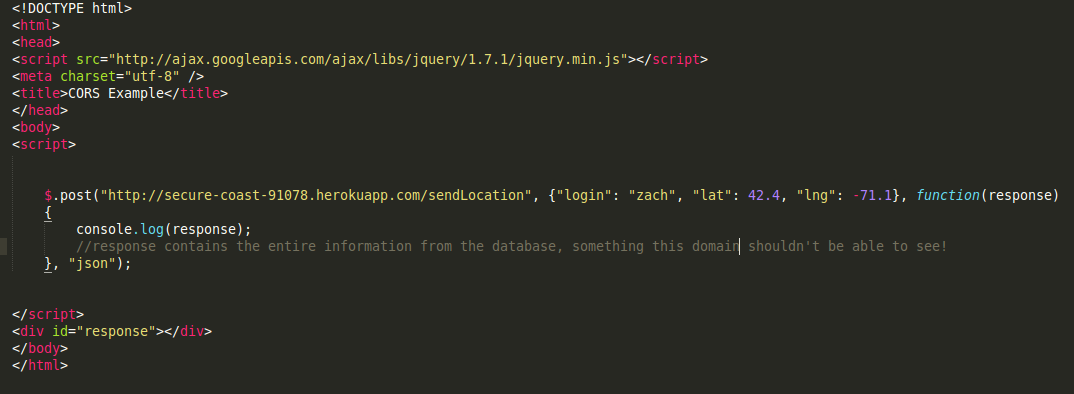 <!DOCTYPE html>
<html>
<head>
<script src="http://ajax.googleapis.com/ajax/libs/jquery/1.7.1/jquery.min.js"></script>
<meta charset="utf-8" />
<title>CORS Example</title>
</head>
<body>
<script>
$.post("http://secure-coast-91078.herokuapp.com/sendLocation", {"login": "zach", "lat": 42.4, "lng": -71.1}, function(response)
{
console.log(response);
//response contains the entire information from the database, something this domain shouldn't be able to see!
}, "json");
</script>
<div id="response"></div>
</body>
</html>